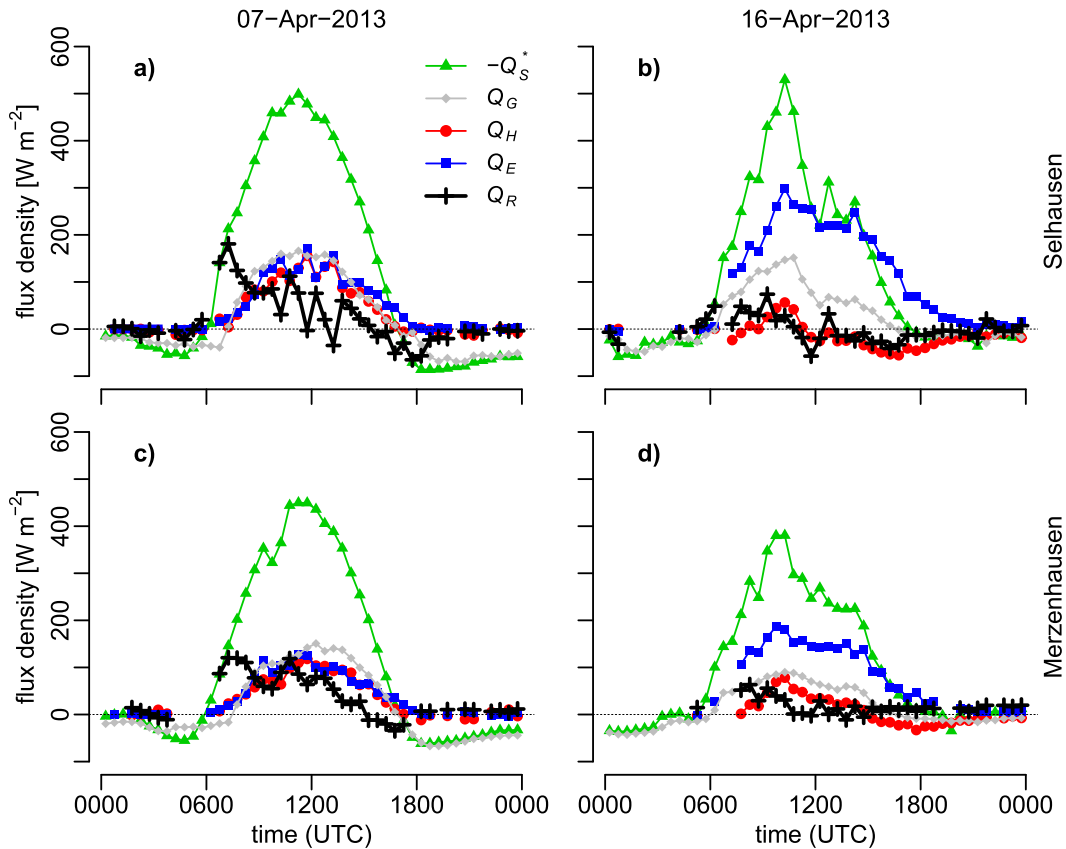 07−Apr−2013
16−Apr−2013
a)
−Q*S
QG
QH
QE
QR
b)
flux density [W m−2]
0 200 400 600
Selhausen
c)
d)
flux density [W m−2]
0 200 400 600
Merzenhausen
0000 0600 1200 1800 0000
0000 0600 1200 1800 0000
time (UTC)
time (UTC)